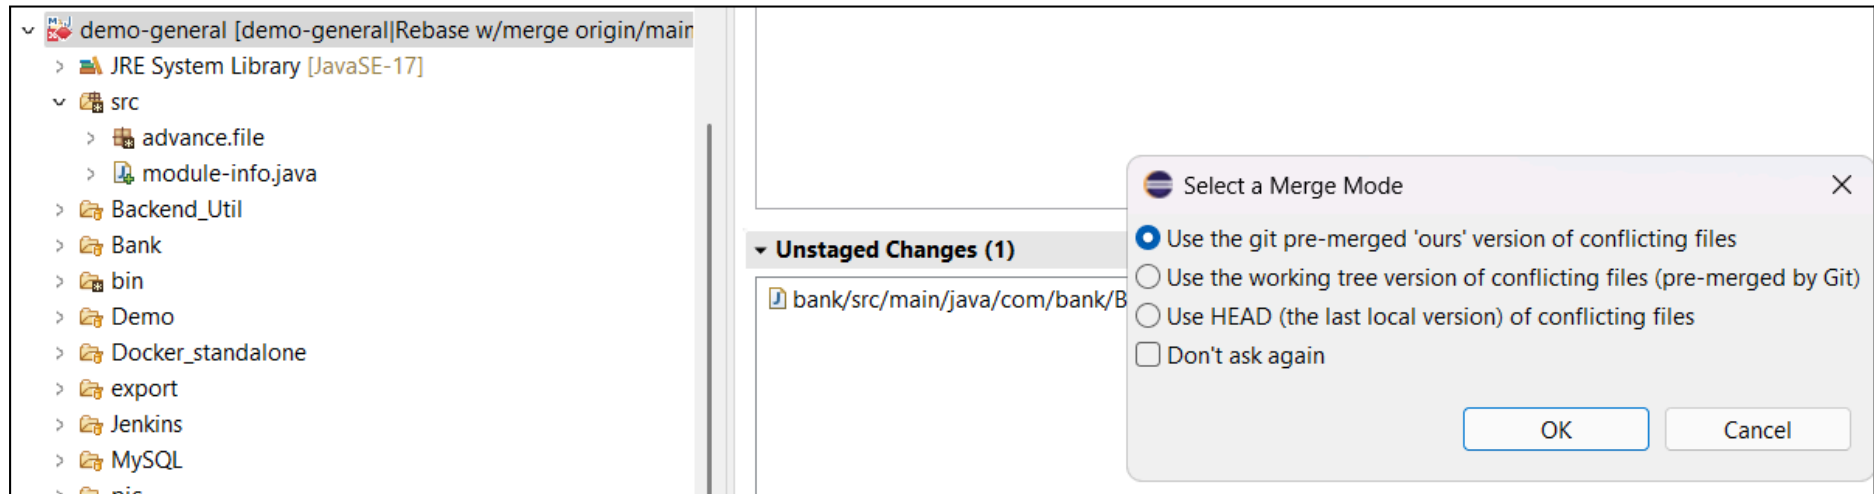 demo-general [demo-general|Rebase w/merge origin/main
JRE System Library [JavaSE-17]
src
advance.file
module-info.java
Backend_Util
Bank
bin
Demo
Docker_standalone
export
Jenkins
MySQL
Unstaged Changes (1)
bank/src/main/java/com/bank/B
Select a Merge Mode
Use the git pre-merged 'ours' version of conflicting files
Use the working tree version of conflicting files (pre-merged by Git)
Use HEAD (the last local version) of conflicting files
Don't ask again
OK Cancel